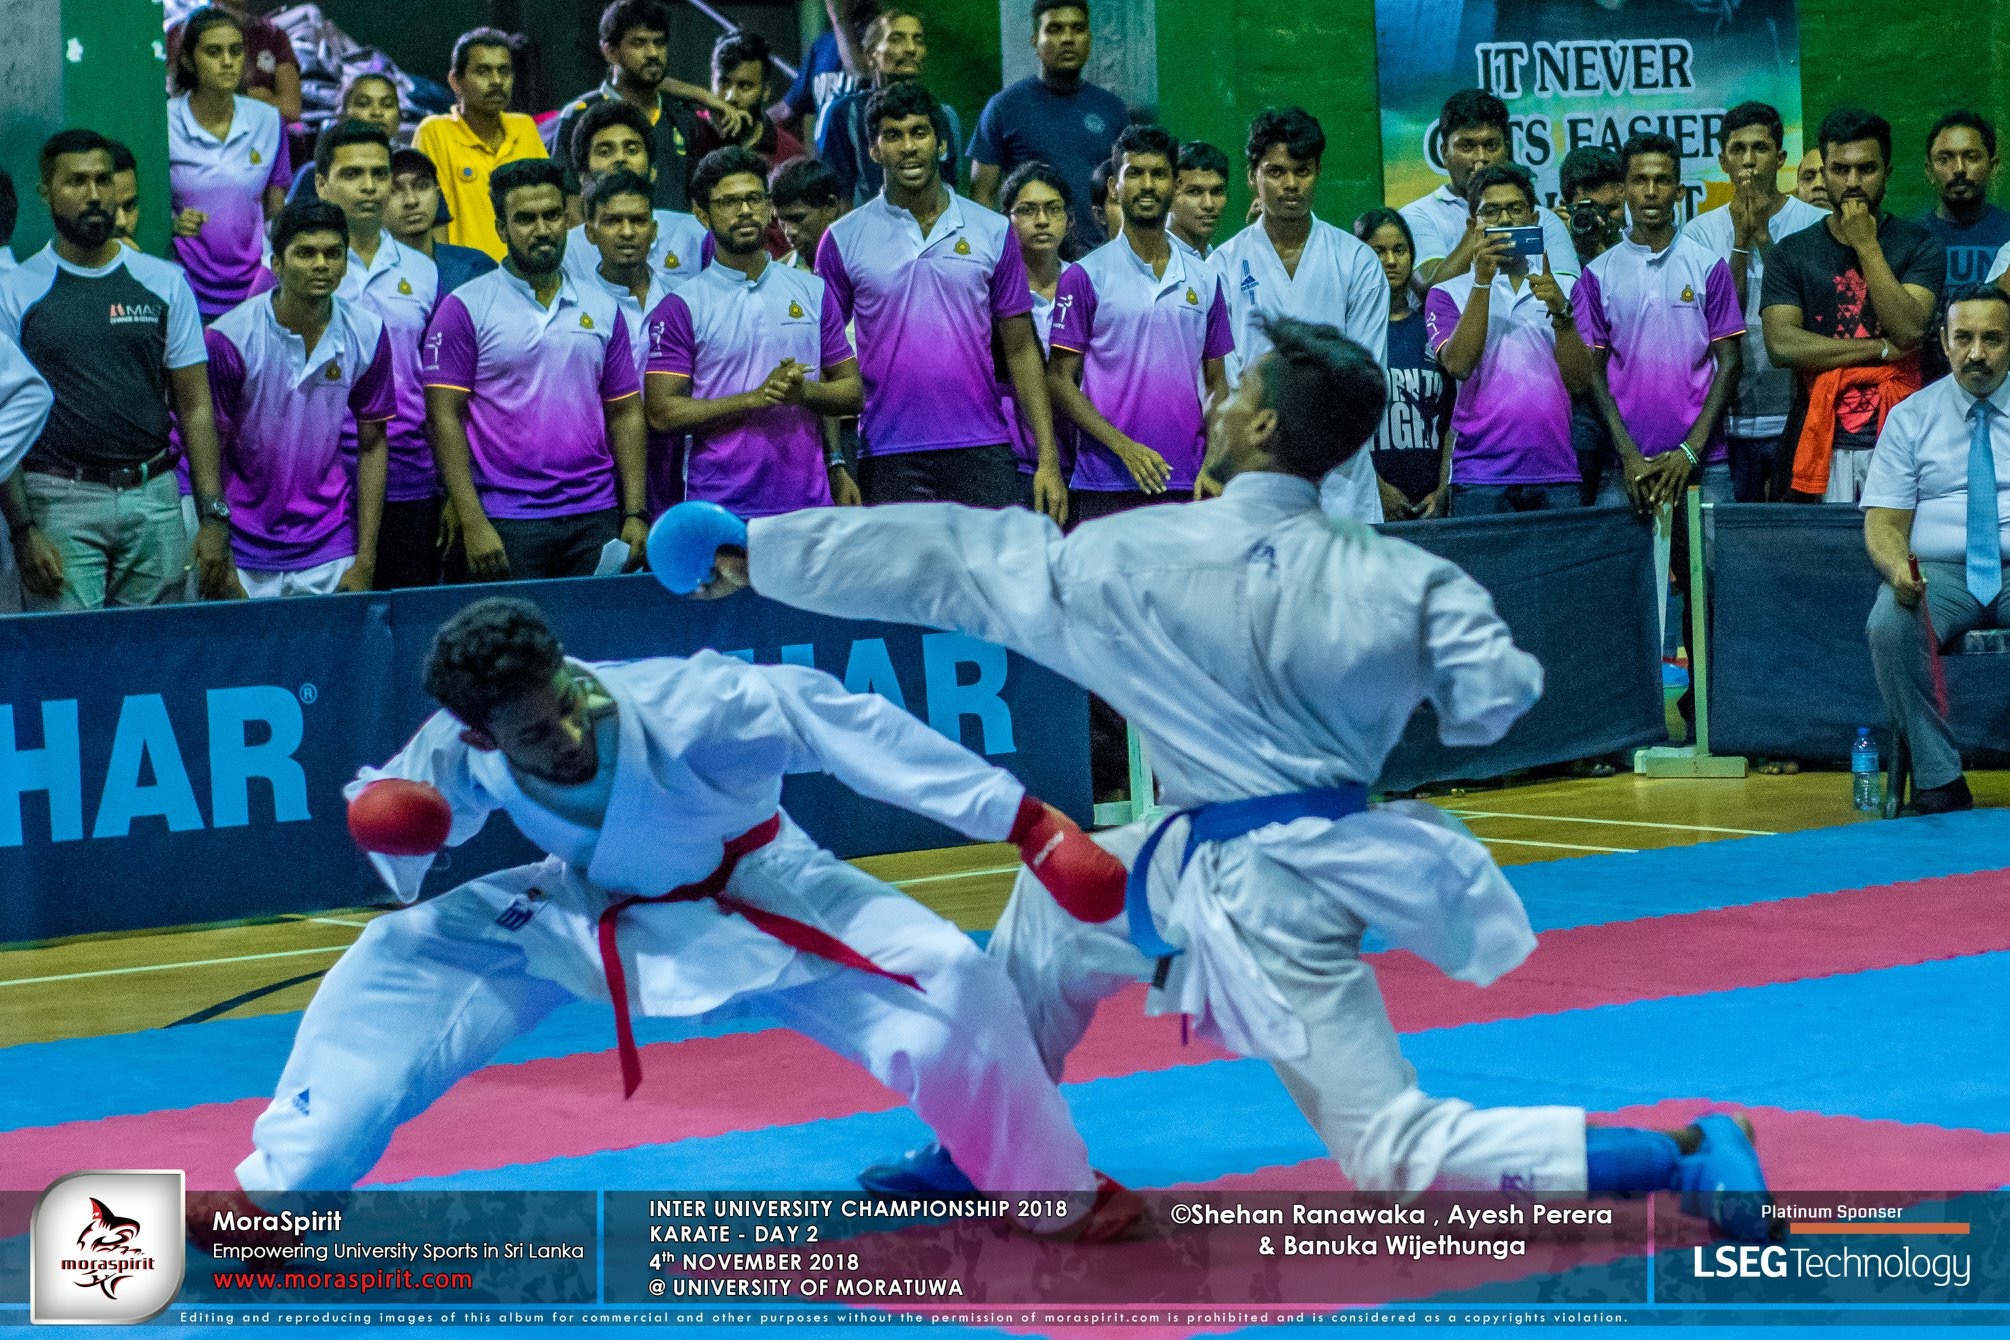 IT NEVER
EASIER
MAS
HAR®
HAR
MoraSpirit
Empowering University Sports in Sri Lanka
www.moraspirit.com
moraspirit
INTER UNIVERSITY CHAMPIONSHIP 2018
KARATE - DAY 2
4th NOVEMBER 2018
@ UNIVERSITY OF MORATUWA
©Shehan Ranawaka , Ayesh Perera
& Banuka Wijethunga
Platinum Sponser
LSEG Technology
Editing and reproducing images of this album for commercial and other purposes without the permission of moraspirit.com is prohibited and is considered as a copyrights violation.